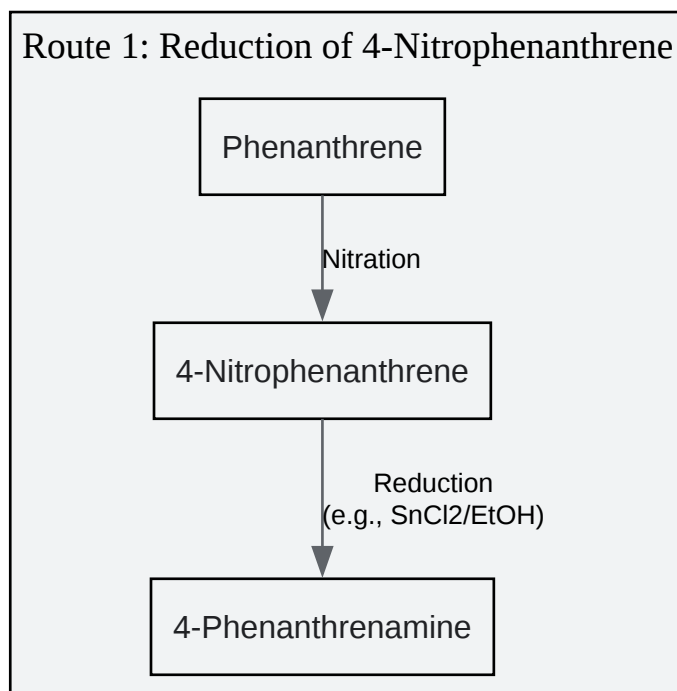 Route 1: Reduction of 4-Nitrophenanthrene
Phenanthrene
Nitration
4-Nitrophenanthrene
Reduction
(e.g., SnCl2/EtOH)
4-Phenanthrenamine